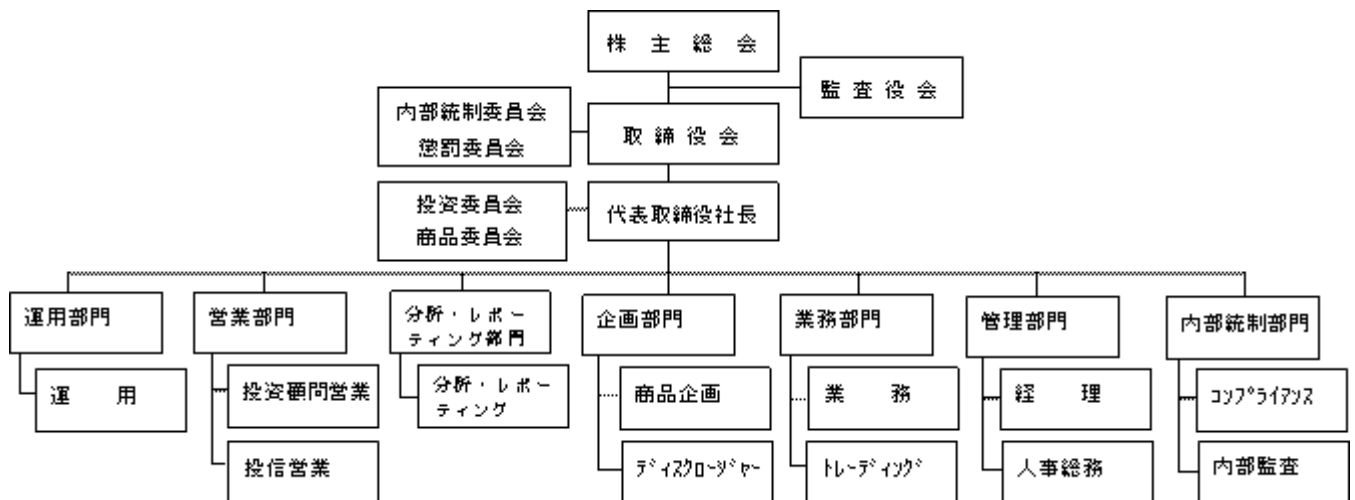 株主総会
監査役会
内部統制委員会
懲罰委員会
取締役会
投資委員会
商品委員会
代表取締役社長
運用部門
営業部門
分析・レポー
ティング部門
企画部門
業務部門
管理部門
内部統制部門
運用
投資顧問営業
分析・レポー
ティング
商品企画
業務
経理
コンプライアンス
投信営業
ディスクロージャー
トレーディング
人事総務
内部監査